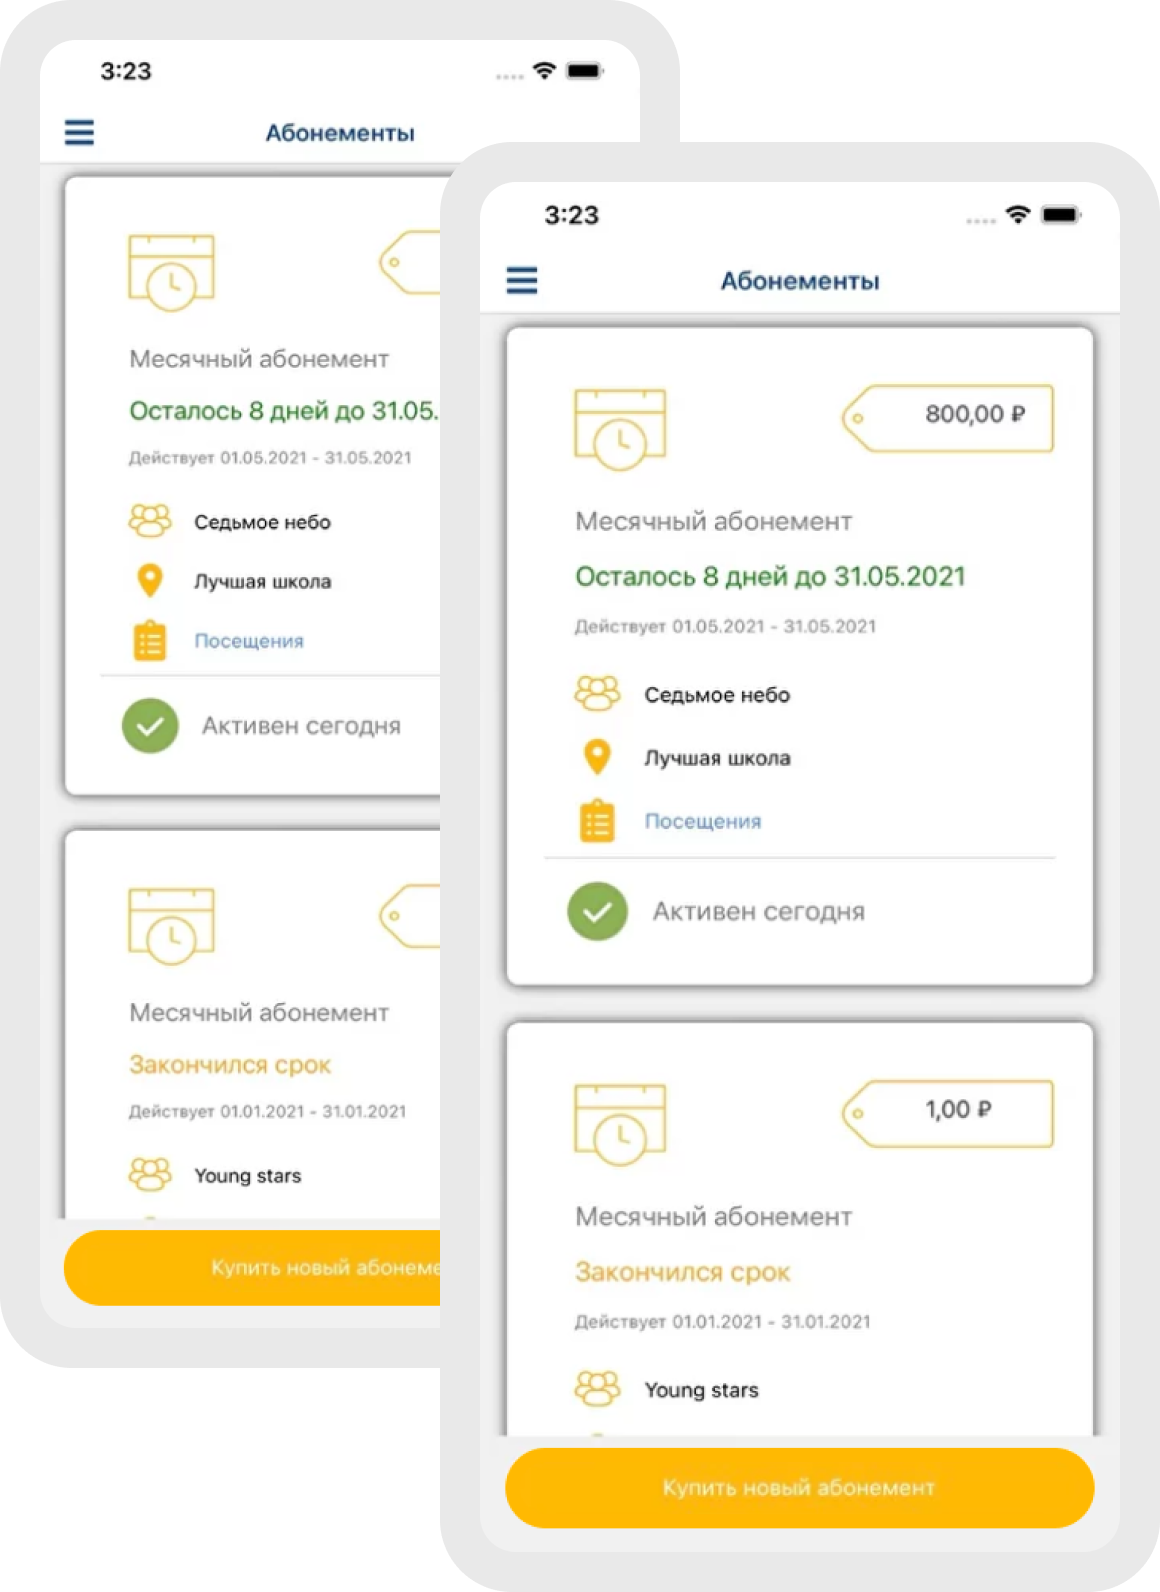 3:23
Абонементы
Месячный абонемент
Осталось 8 дней до 31.05.
Действует 01.05.2021 - 31.05.2021
Седьмое небо
Лучшая школа
Посещения
Активен сегодня
Месячный абонемент
Закончился срок
Действует 01.01.2021 - 31.01.2021
Young stars
Купить новый абонеме
3:23
Абонементы
800,00 ₽
Месячный абонемент
Осталось 8 дней до 31.05.2021
Действует 01.05.2021 - 31.05.2021
Седьмое небо
Лучшая школа
Посещения
Активен сегодня
1,00 ₽
Месячный абонемент
Закончился срок
Действует 01.01.2021 - 31.01.2021
Young stars
Купить новый абонемент